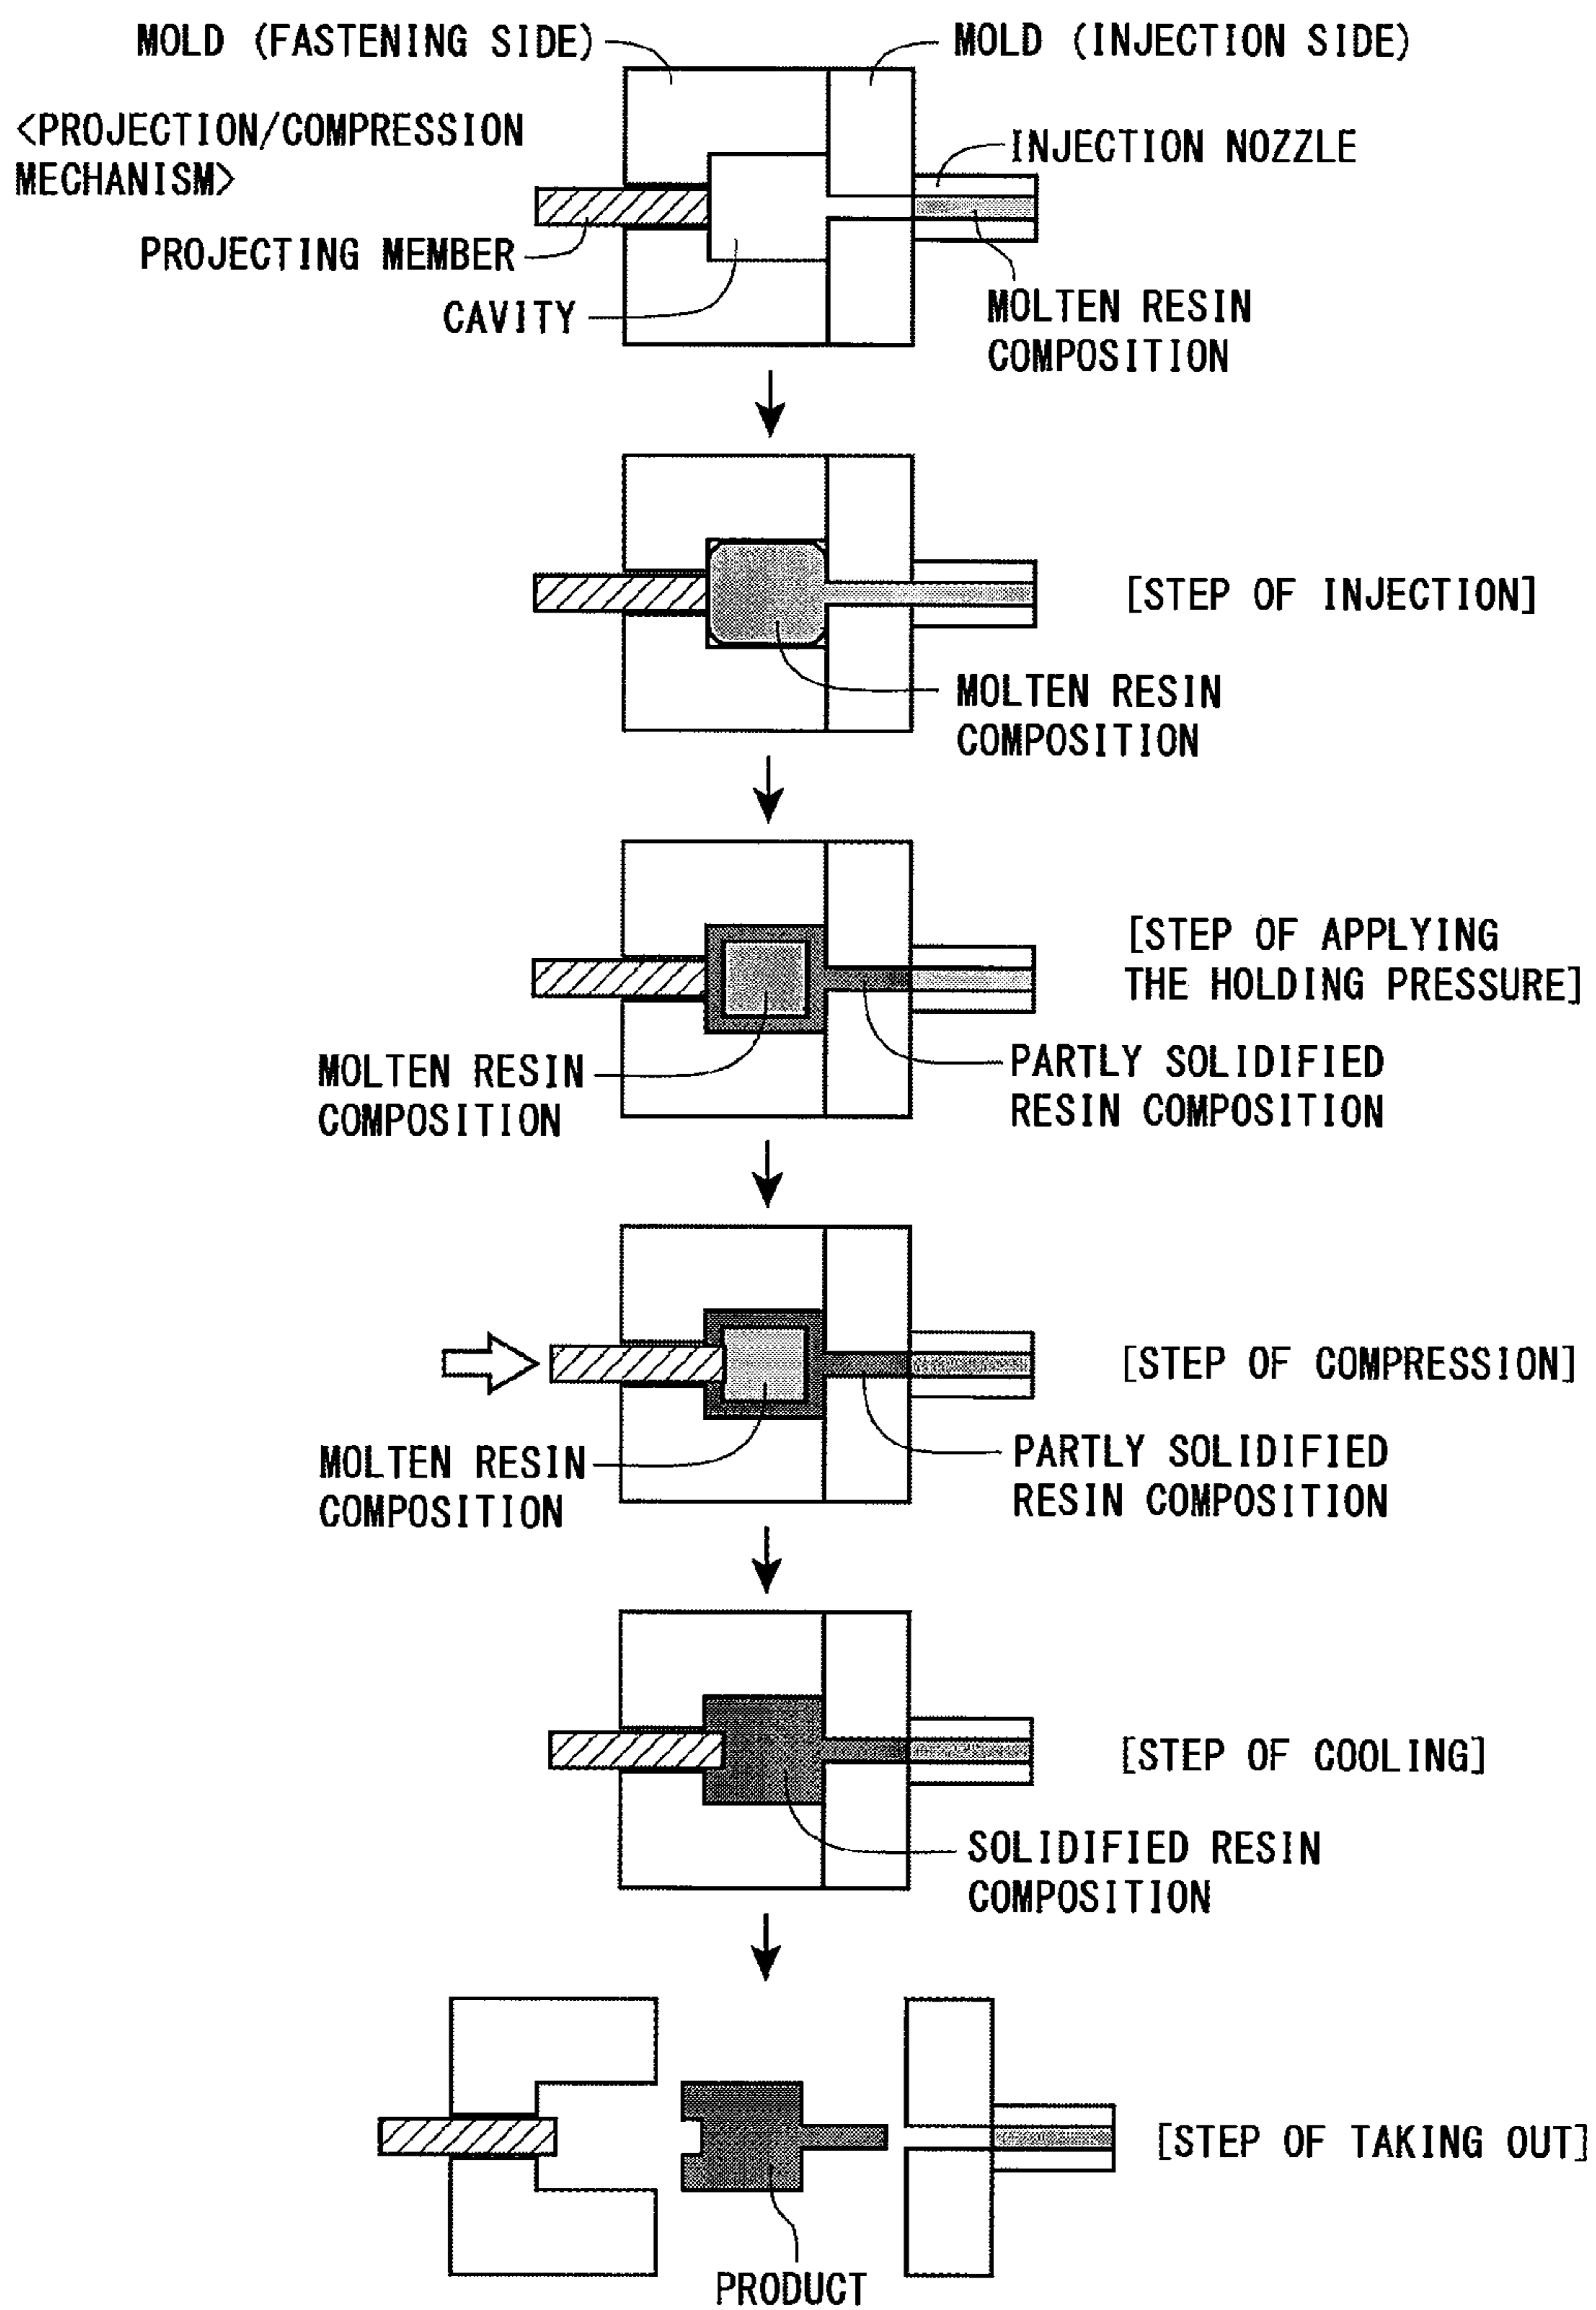 MOLD (FASTENING SIDE)
MOLD (INJECTION SIDE)
<PROJECTION/COMPRESSION
MECHANISM>
INJECTION NOZZLE
PROJECTING MEMBER
CAVITY
MOLTEN RESIN
COMPOSITION
[STEP OF INJECTION]
MOLTEN RESIN
COMPOSITION
[STEP OF APPLYING
THE HOLDING PRESSURE]
MOLTEN RESIN
COMPOSITION
PARTLY SOLIDIFIED
RESIN COMPOSITION
[STEP OF COMPRESSION]
MOLTEN RESIN
COMPOSITION
PARTLY SOLIDIFIED
RESIN COMPOSITION
[STEP OF COOLING]
SOLIDIFIED RESIN
COMPOSITION
[STEP OF TAKING OUT]
PRODUCT